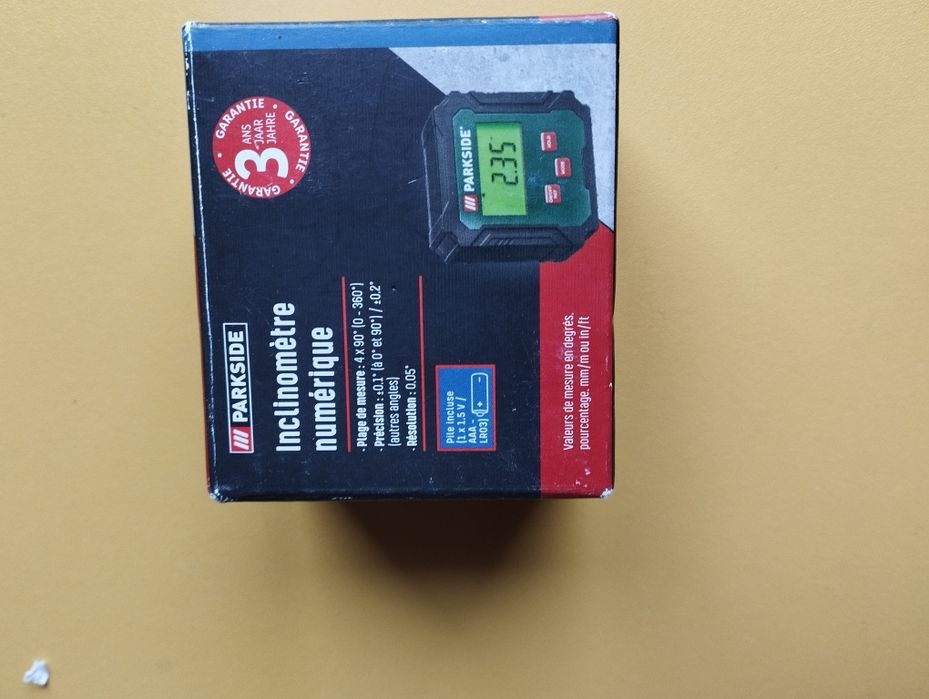 PARKSIDE
Inclinomètre
numérique
· Plage de mesure : 4 x 90° (0 - 360°)
· Précision : ±0.1° (à 0° et 90°) / ±0.2°
(autres angles)
· Résolution : 0.05°
Pile incluse
(1 x 1.5 V /
AAA -
LR03)
+ -
GARANTIE · GARANTIE · GARANTIE ·
3 ANS
JAAR
JAHRE
PARKSIDE®
2.35
HOLD
MODE
Valeurs de mesure en degrés,
pourcentage, mm/m ou in/ft